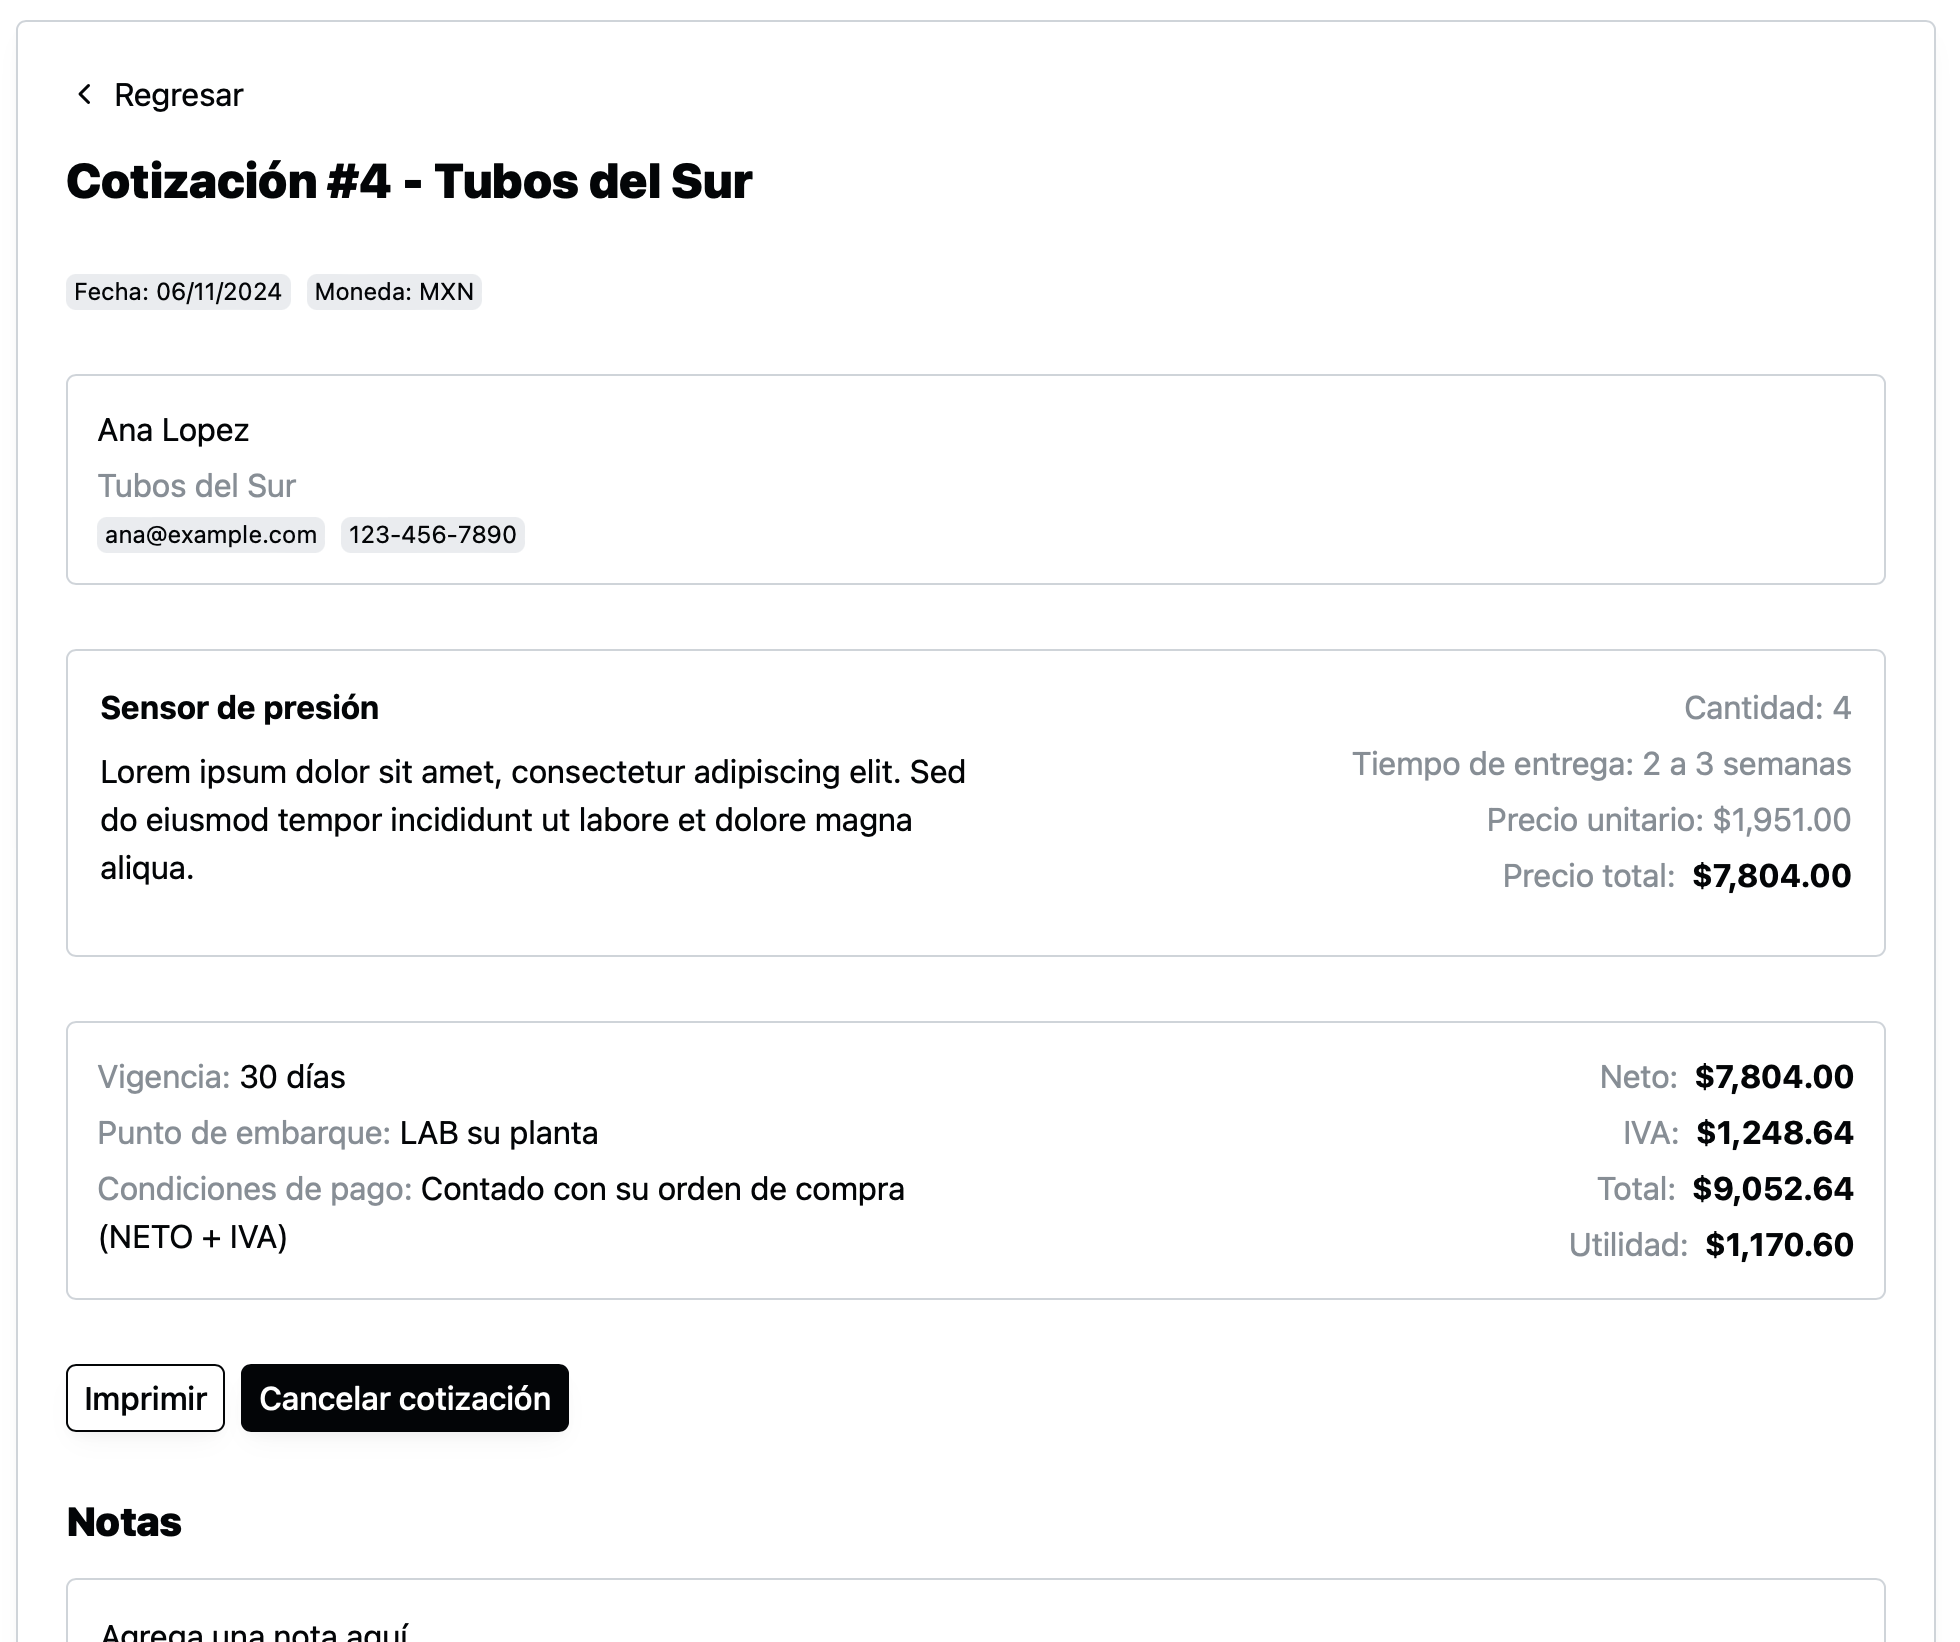 Regresar
Cotización #4 - Tubos del Sur
Fecha: 06/11/2024 Moneda: MXN
Ana Lopez
Tubos del Sur
ana@example.com 123-456-7890
Sensor de presión
Lorem ipsum dolor sit amet, consectetur adipiscing elit. Sed
do eiusmod tempor incididunt ut labore et dolore magna
aliqua.
Cantidad: 4
Tiempo de entrega: 2 a 3 semanas
Precio unitario: $1,951.00
Precio total: $7,804.00
Vigencia: 30 días
Punto de embarque: LAB su planta
Condiciones de pago: Contado con su orden de compra
(NETO + IVA)
Neto: $7,804.00
IVA: $1,248.64
Total: $9,052.64
Utilidad: $1,170.60
Imprimir Cancelar cotización
Notas
Agrega una nota aquí